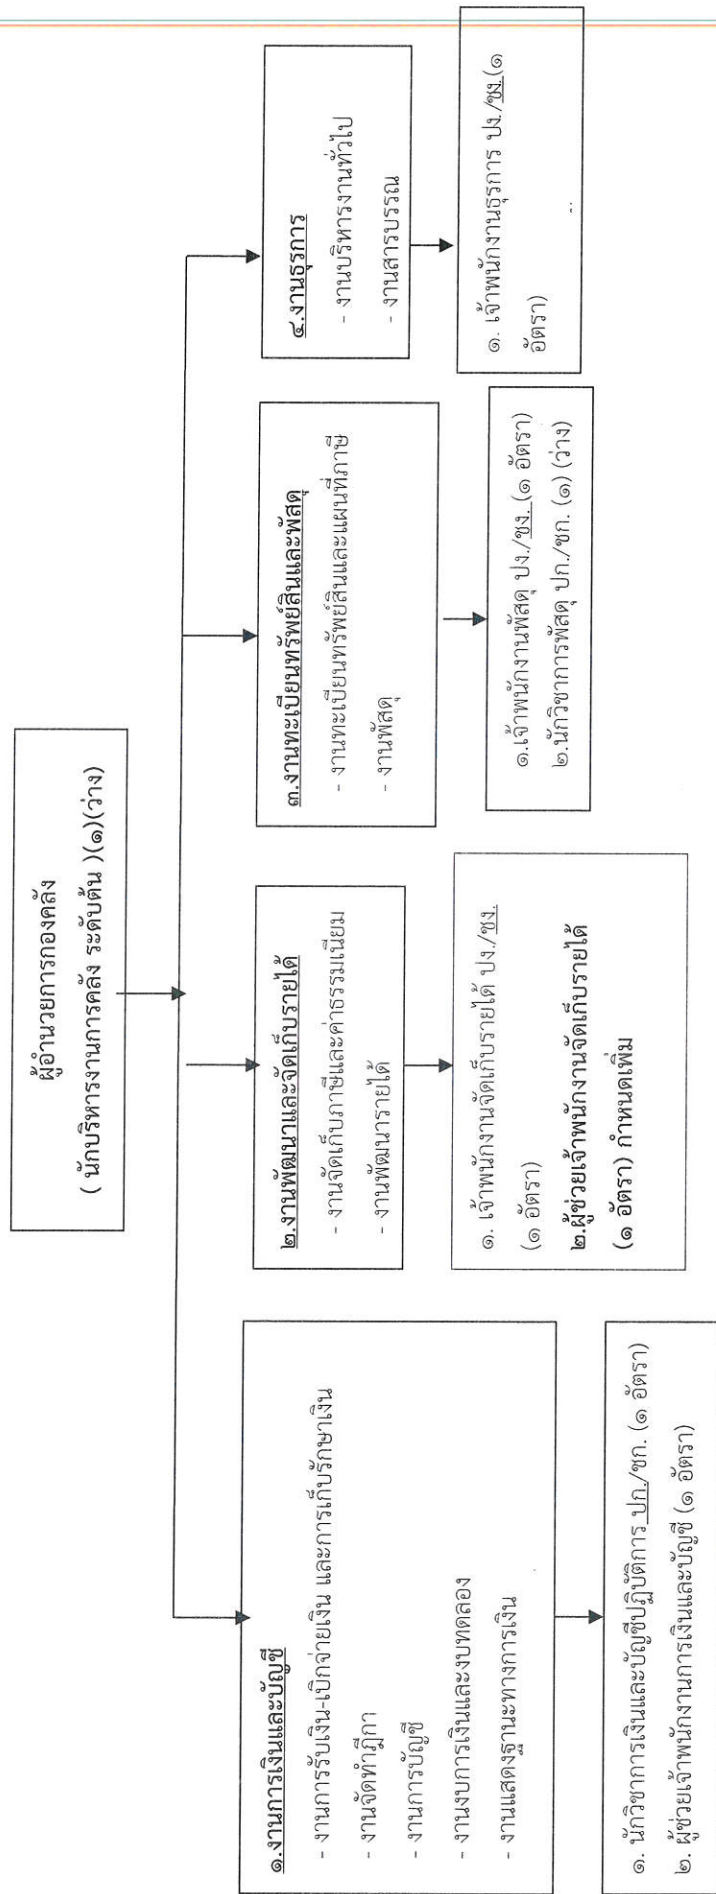 ผู้อำนวยการกองคลัง
( นักบริหารงานการคลัง ระดับต้น )(๑)(ว่าง)
๑.งานการเงินและบัญชี
- งานการรับเงิน-เบิกจ่ายเงิน และการเก็บรักษาเงิน
- งานจัดทำฎีกา
- งานการบัญชี
- งานงบการเงินและงบทดลอง
- งานแสดงฐานะทางการเงิน
๑. นักวิชาการเงินและบัญชีปฏิบัติการ ปก./ชก. (๑ อัตรา)
๒. ผู้ช่วยเจ้าพนักงานการเงินและบัญชี (๑ อัตรา)
๒.งานพัฒนาและจัดเก็บรายได้
- งานจัดเก็บภาษีและค่าธรรมเนียม
- งานพัฒนารายได้
๑. เจ้าพนักงานจัดเก็บรายได้ ปง./ชง.
(๑ อัตรา)
๒.ผู้ช่วยเจ้าพนักงานจัดเก็บรายได้
(๑ อัตรา) กำหนดเพิ่ม
๓.งานทะเบียนทรัพย์สินและพัสดุ
- งานทะเบียนทรัพย์สินและแผนที่ภาษี
- งานพัสดุ
๑.เจ้าพนักงานพัสดุ ปง./ชง. (๑ อัตรา)
๒.นักวิชาการพัสดุ ปก./ชก. (๑) (ว่าง)
๔.งานธุรการ
- งานบริหารงานทั่วไป
- งานสารบรรณ
๑. เจ้าพนักงานธุรการ ปง./ชง.(๑
อัตรา)